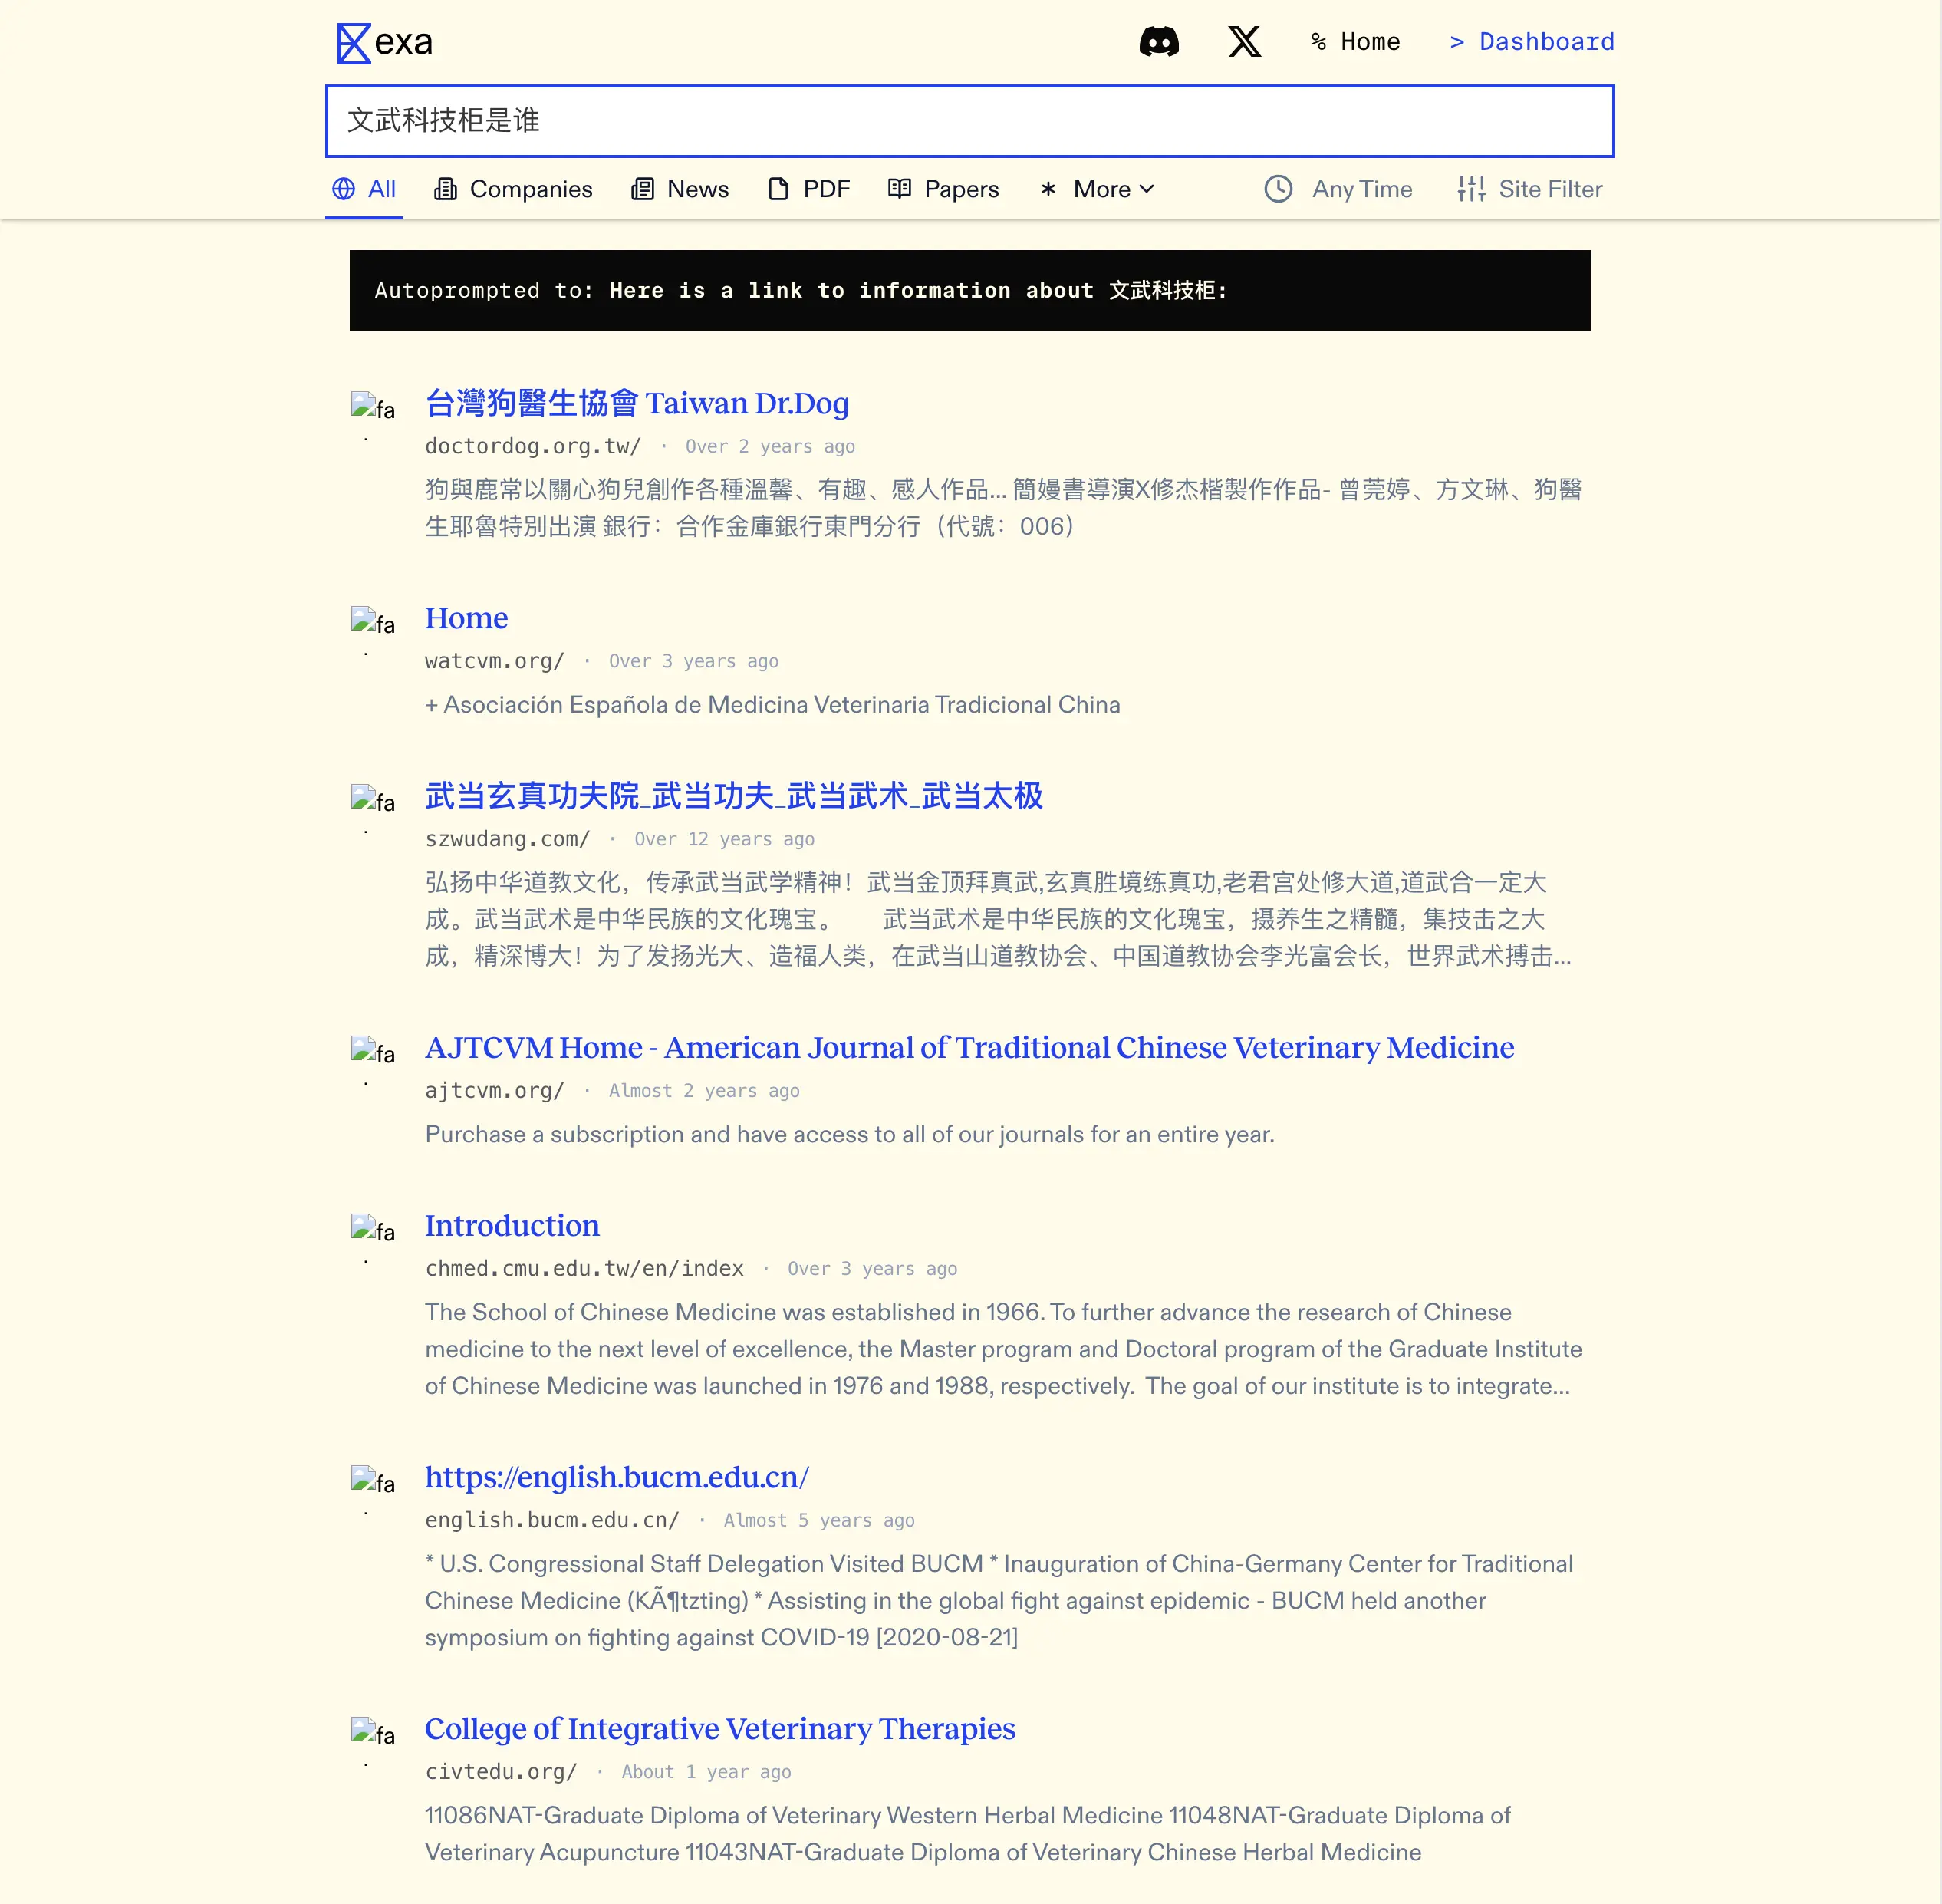 exa
% Home
> Dashboard
文武科技柜是谁
All
Companies
News
PDF
Papers
* More
Any Time
Site Filter
Autoprompted to: Here is a link to information about 文武科技柜:
fa
台灣狗醫生協會 Taiwan Dr.Dog
doctordog.org.tw/ · Over 2 years ago
狗與鹿常以關心狗兒創作各種溫馨、有趣、感人作品... 簡嫚書導演X修杰楷製作作品- 曾莞婷、方文琳、狗醫
生耶魯特別出演 銀行：合作金庫銀行東門分行（代號：006）
fa
Home
watcvm.org/ · Over 3 years ago
+ Asociación Española de Medicina Veterinaria Tradicional China
fa
武当玄真功夫院_武当功夫_武当武术_武当太极
szwudang.com/ · Over 12 years ago
弘扬中华道教文化，传承武当武学精神！武当金顶拜真武,玄真胜境练真功,老君宫处修大道,道武合一定大
成。武当武术是中华民族的文化瑰宝。　　武当武术是中华民族的文化瑰宝，摄养生之精髓，集技击之大
成，精深博大！为了发扬光大、造福人类，在武当山道教协会、中国道教协会李光富会长，世界武术搏击...
fa
AJTCVM Home - American Journal of Traditional Chinese Veterinary Medicine
ajtcvm.org/ · Almost 2 years ago
Purchase a subscription and have access to all of our journals for an entire year.
fa
Introduction
chmed.cmu.edu.tw/en/index · Over 3 years ago
The School of Chinese Medicine was established in 1966. To further advance the research of Chinese
medicine to the next level of excellence, the Master program and Doctoral program of the Graduate Institute
of Chinese Medicine was launched in 1976 and 1988, respectively.  The goal of our institute is to integrate...
fa
https://english.bucm.edu.cn/
english.bucm.edu.cn/ · Almost 5 years ago
* U.S. Congressional Staff Delegation Visited BUCM * Inauguration of China-Germany Center for Traditional
Chinese Medicine (KÃ¶tzting) * Assisting in the global fight against epidemic - BUCM held another
symposium on fighting against COVID-19 [2020-08-21]
fa
College of Integrative Veterinary Therapies
civtedu.org/ · About 1 year ago
11086NAT-Graduate Diploma of Veterinary Western Herbal Medicine 11048NAT-Graduate Diploma of
Veterinary Acupuncture 11043NAT-Graduate Diploma of Veterinary Chinese Herbal Medicine